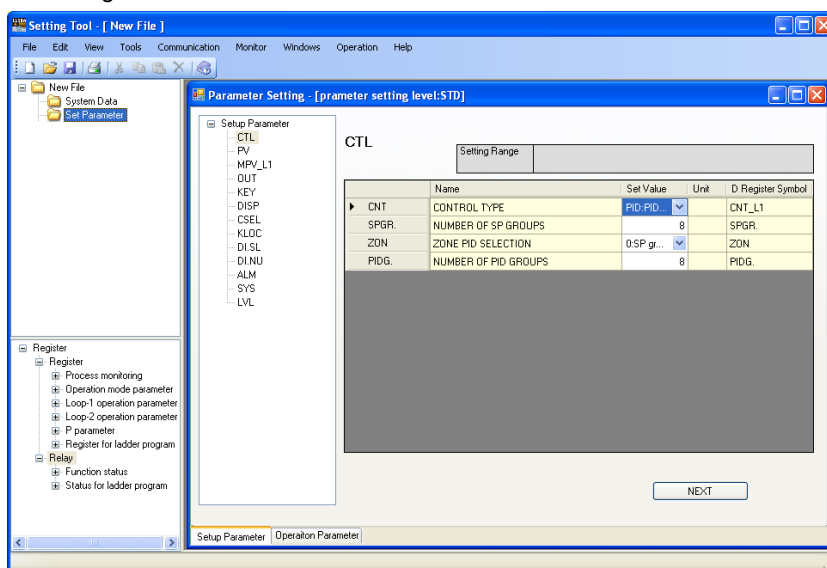 Setting Tool - [ New File ]
File Edit View Tools Communication Monitor Windows Operation Help
New File
System Data
Set Parameter
Register
Register
Process monitoring
Operation mode parameter
Loop-1 operation parameter
Loop-2 operation parameter
P parameter
Register for ladder program
Relay
Function status
Status for ladder program
Parameter Setting - [prameter setting level:STD]
Setup Parameter
CTL
PV
MPV_L1
OUT
KEY
DISP
CSEL
KLOC
DI.SL
DI.NU
ALM
SYS
LVL
CTL
Setting Range
Name Set Value Unit D Register Symbol
CNT CONTROL TYPE PID:PID... CNT_L1
SPGR. NUMBER OF SP GROUPS 8 SPGR.
ZON ZONE PID SELECTION 0:SP gr... ZON
PIDG. NUMBER OF PID GROUPS 8 PIDG.
NEXT
Setup Parameter Operaiton Parameter